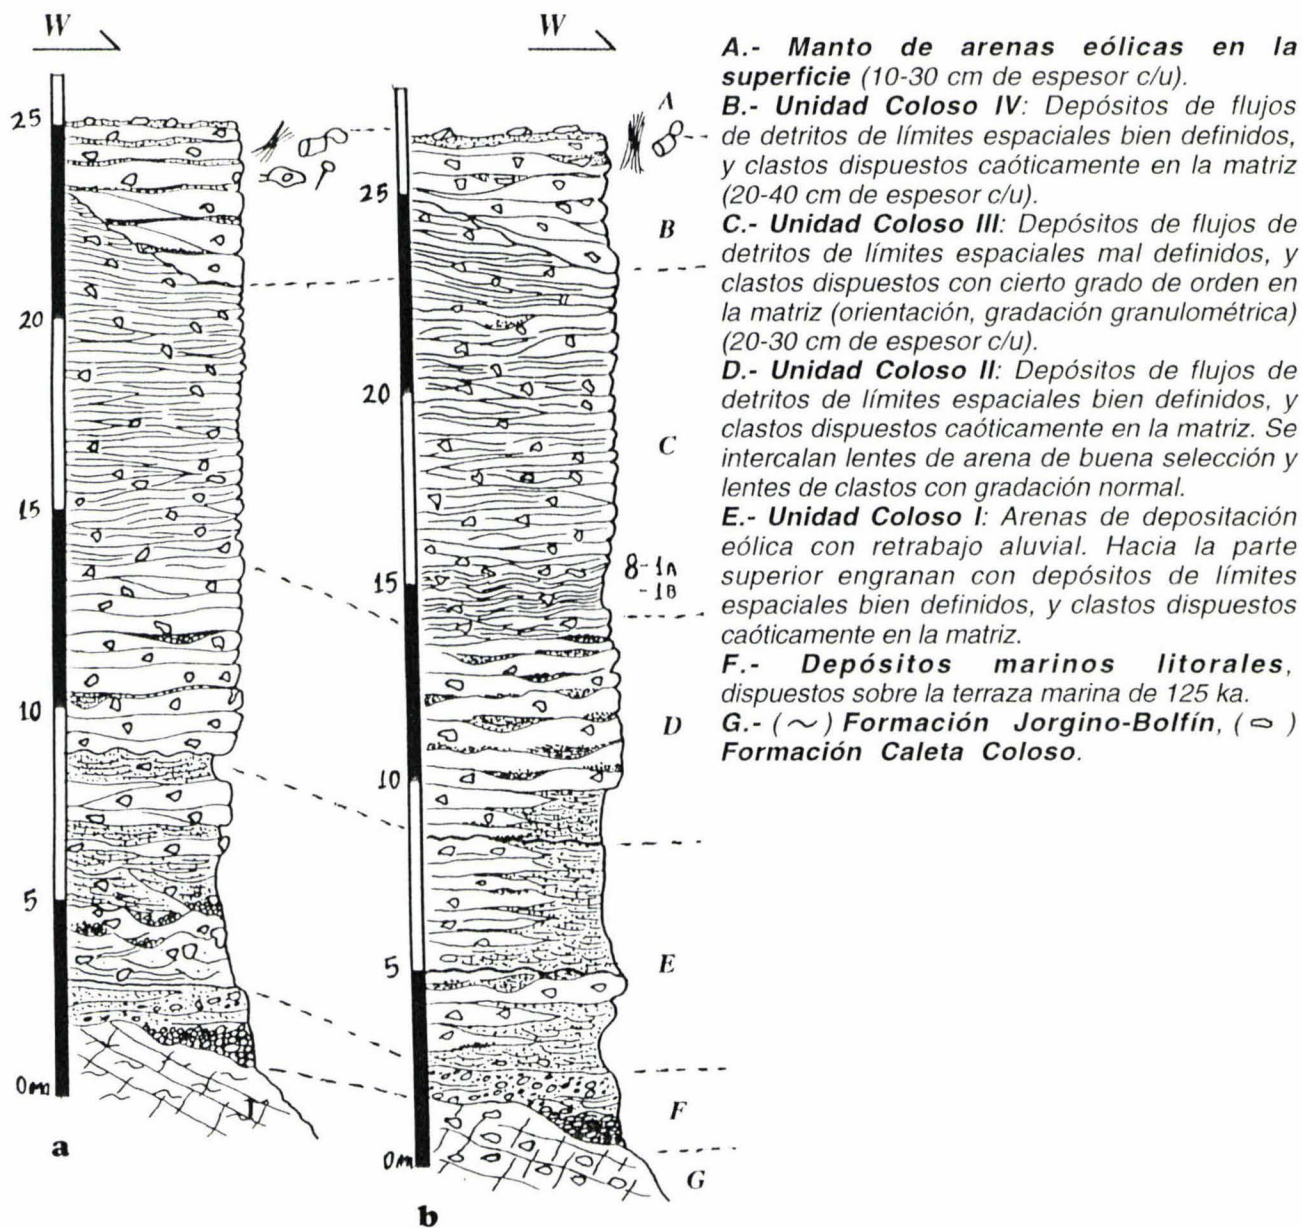 W
W
A.- Manto de arenas eólicas en la
superficie (10-30 cm de espesor c/u).
B.- Unidad Coloso IV: Depósitos de flujos
de detritos de límites espaciales bien definidos,
y clastos dispuestos caóticamente en la matriz
(20-40 cm de espesor c/u).
C.- Unidad Coloso III: Depósitos de flujos de
detritos de límites espaciales mal definidos, y
clastos dispuestos con cierto grado de orden en
la matriz (orientación, gradación granulométrica)
(20-30 cm de espesor c/u).
D.- Unidad Coloso II: Depósitos de flujos de
detritos de límites espaciales bien definidos, y
clastos dispuestos caóticamente en la matriz. Se
intercalan lentes de arena de buena selección y
lentes de clastos con gradación normal.
E.- Unidad Coloso I: Arenas de depositación
eólica con retrabajo aluvial. Hacia la parte
superior engranan con depósitos de límites
espaciales bien definidos, y clastos dispuestos
caóticamente en la matriz.
F.- Depósitos marinos litorales,
dispuestos sobre la terraza marina de 125 ka.
G.- (~) Formación Jorgino-Bolfín, ( ⇨ )
Formación Caleta Coloso.
25
20
15
10
5
0m
a
25
20
15
10
5
0m
b
A
B
C
8-1A
-1B
D
E
F
G